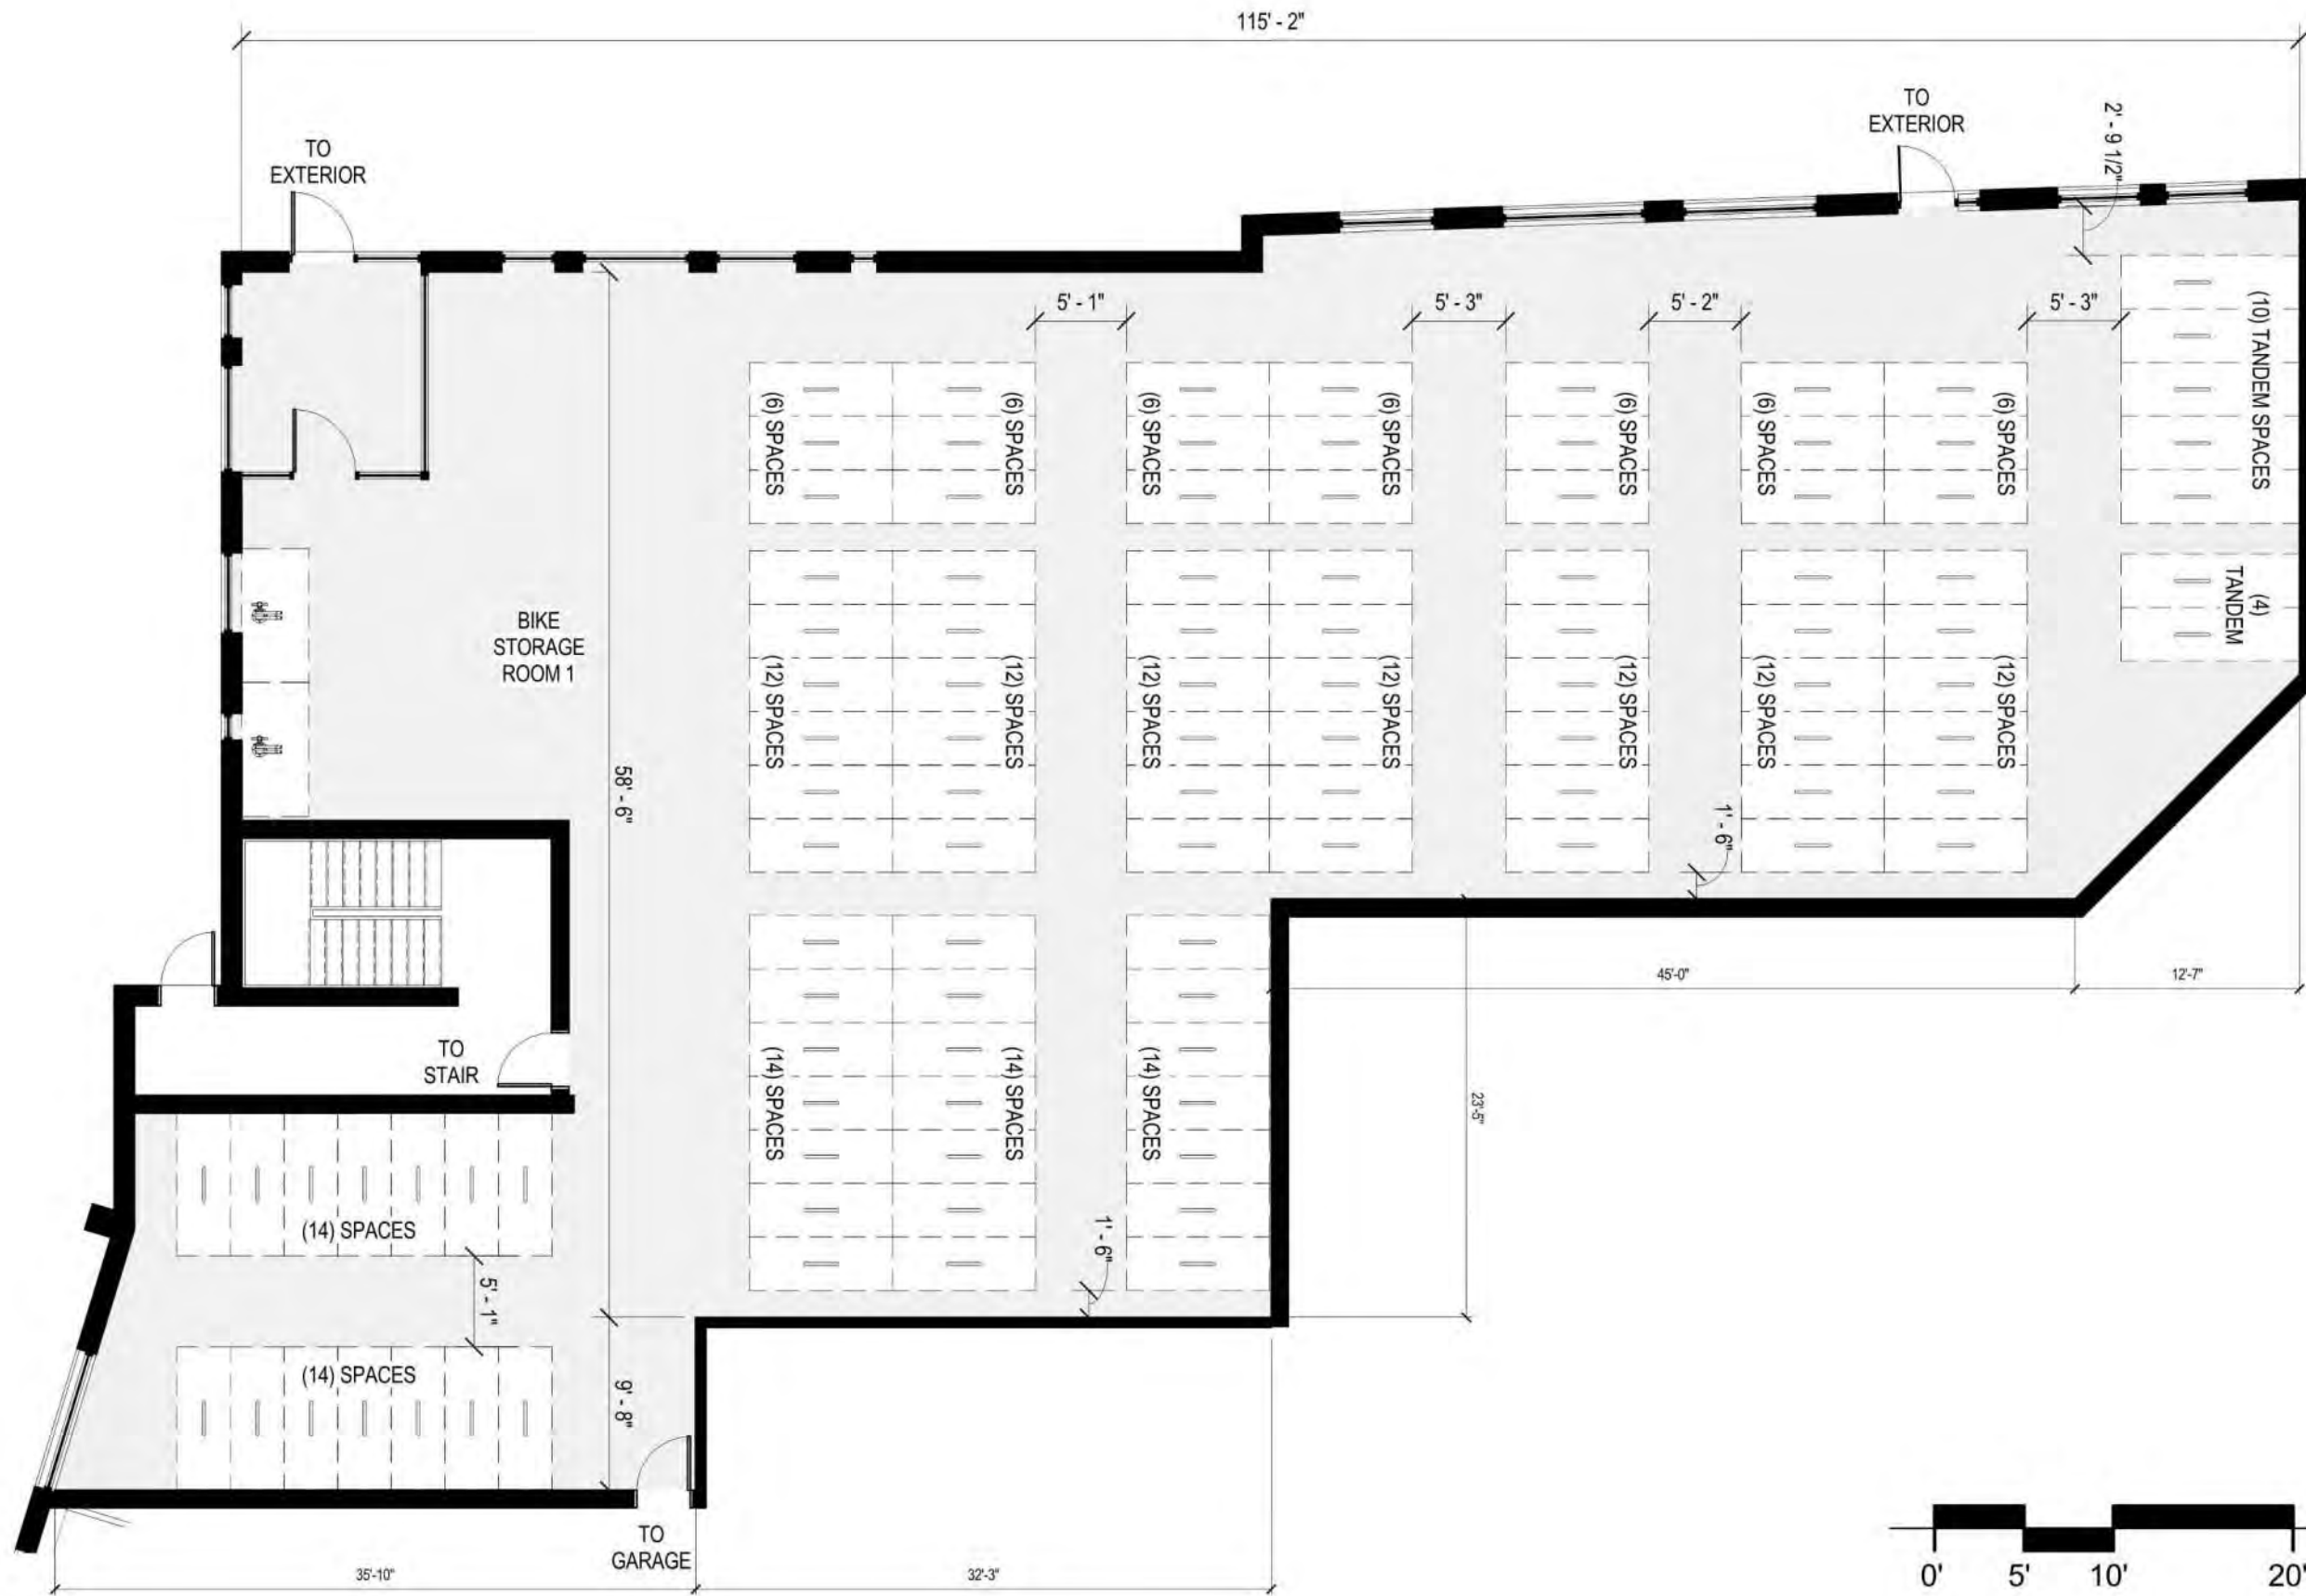 115' - 2"
TO
EXTERIOR
TO
EXTERIOR
2' - 9 1/2"
5' - 1"
5' - 3"
5' - 2"
5' - 3"
(10) TANDEM SPACES
(6) SPACES
(6) SPACES
(6) SPACES
(6) SPACES
(6) SPACES
(6) SPACES
(6) SPACES
(4)
TANDEM
BIKE
STORAGE
ROOM 1
58' - 6"
(12) SPACES
(12) SPACES
(12) SPACES
(12) SPACES
(12) SPACES
(12) SPACES
(12) SPACES
1' - 6"
45'-0"
12'-7"
TO
STAIR
(14) SPACES
(14) SPACES
(14) SPACES
23'-5"
(14) SPACES
1' - 6"
5' - 1"
(14) SPACES
9' - 8"
TO
GARAGE
35'-10"
32'-3"
0' 5' 10' 20'